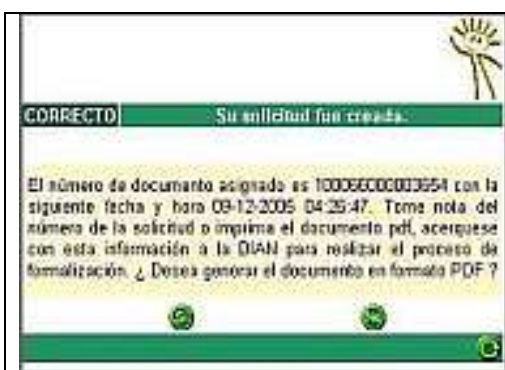 CORRECTO Su solicitud fue creada.
El número de documento asignado es con la
siguiente fecha y hora 09-12-2005 04:26:47. Tome nota del
número de la solicitud o imprima el documento pdf, acerquese
con esta información a la DIAN para realizar el proceso de
formalización. ¿ Desea generar el documento en formato PDF ?